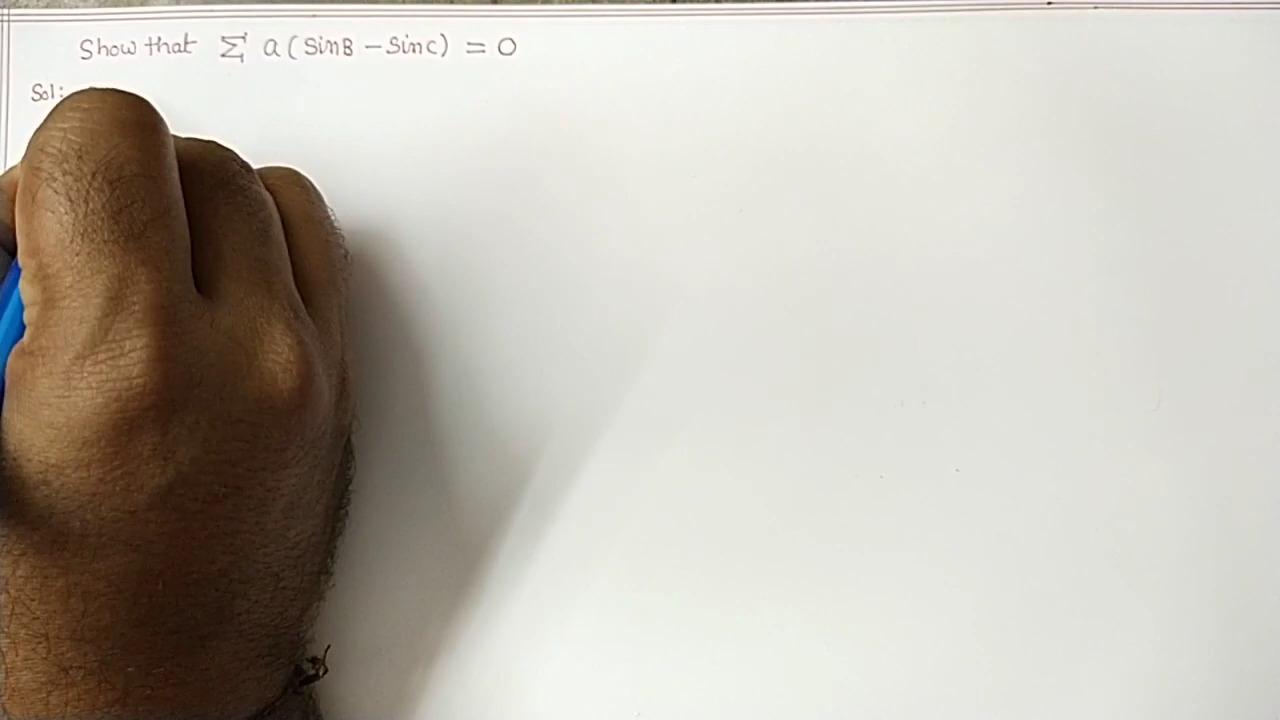 Show that Σ a (SinB - Sinc) = 0
Sol: